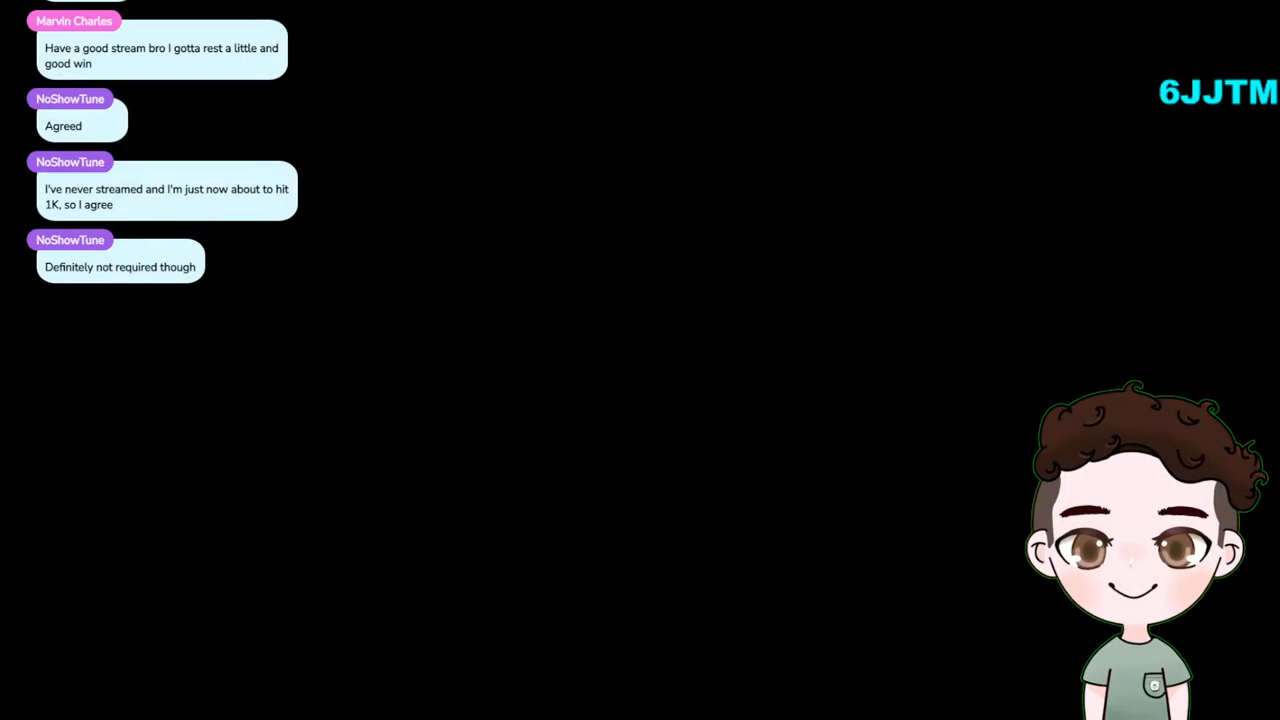 Marvin Charles
Have a good stream bro I gotta rest a little and
good win
NoShowTune
Agreed
NoShowTune
I've never streamed and I'm just now about to hit
1K, so I agree
NoShowTune
Definitely not required though
6JJTM